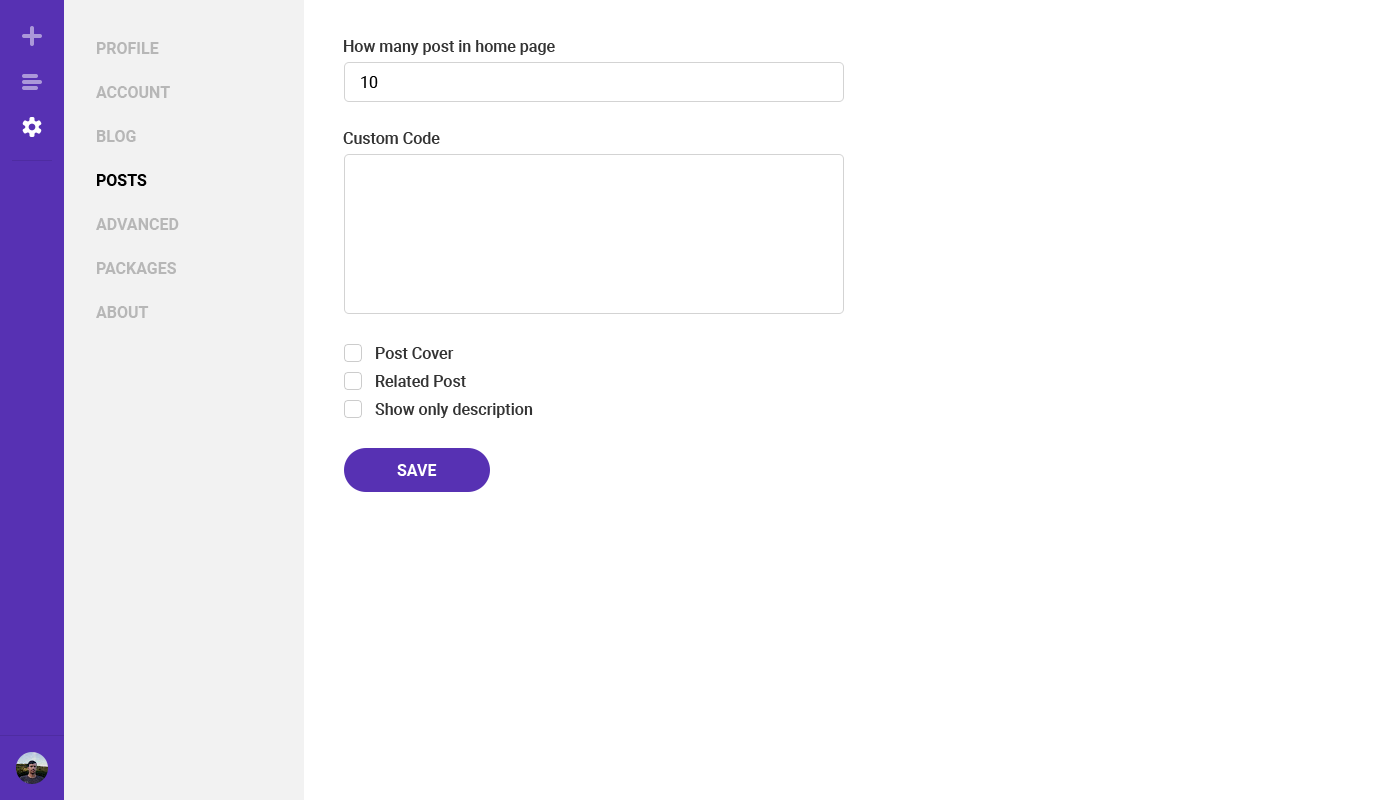 PROFILE
ACCOUNT
BLOG
POSTS
ADVANCED
PACKAGES
ABOUT
How many post in home page
10
Custom Code
Post Cover
Related Post
Show only description
SAVE